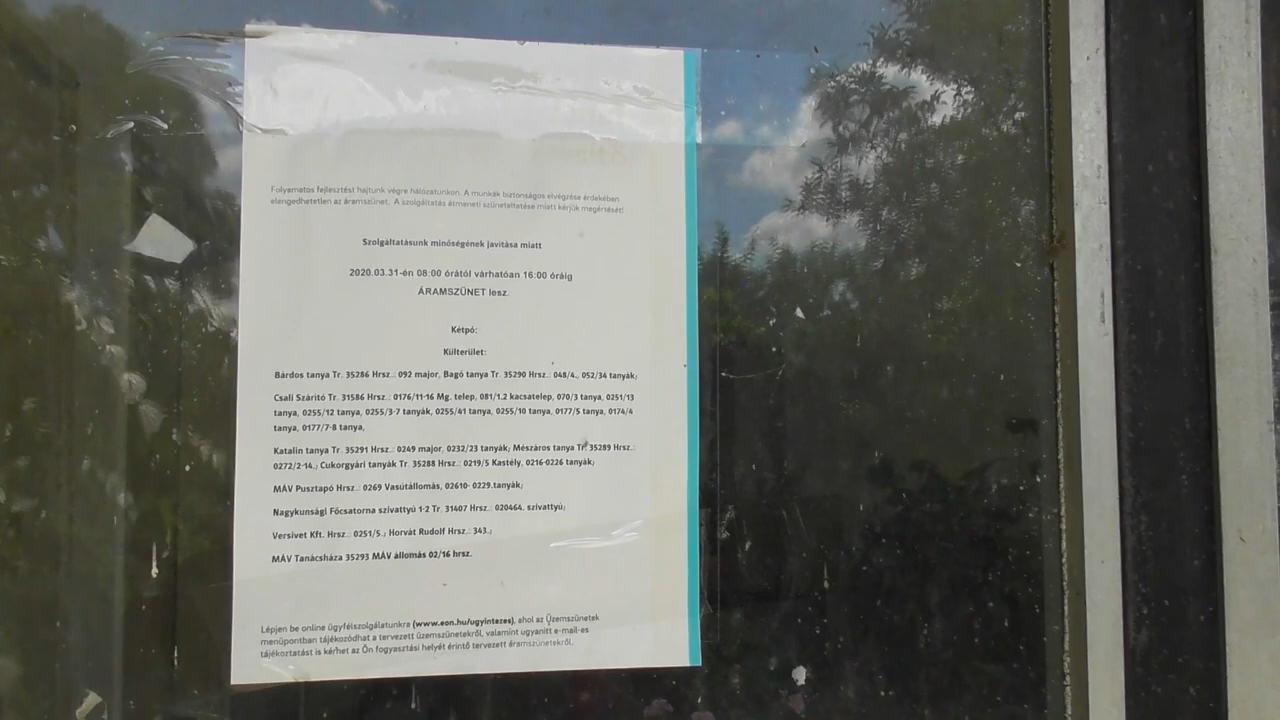 Folyamatos fejlesztést hajtunk végre hálózatunkon. A munkák biztonságos elvégzése érdekében
elengedhetetlen az áramszünet. A szolgáltatás átmeneti szüneteltetése miatt kérjük megértését!
Szolgáltatásunk minőségének javítása miatt
2020.03.31-én 08:00 órától várhatóan 16:00 óráig
ÁRAMSZÜNET lesz.
Kétpó:
Külterület:
Bárdos tanya Tr. 35286 Hrsz.: 092 major, Bagó tanya Tr. 35290 Hrsz.: 048/4., 052/34 tanyák;
Csali Szárító Tr. 31586 Hrsz.: 0176/11-16 Mg. telep, 081/1.2 kacsatelep, 070/3 tanya, 0251/13
tanya, 0255/12 tanya, 0255/3-7 tanyák, 0255/41 tanya, 0255/10 tanya, 0177/5 tanya, 0174/4
tanya, 0177/7-8 tanya,
Katalin tanya Tr. 35291 Hrsz.: 0249 major, 0232/23 tanyák; Mészáros tanya Tr. 35289 Hrsz.:
0272/2-14.; Cukorgyári tanyák Tr. 35288 Hrsz.: 0219/5 Kastély, 0216-0226 tanyák;
MÁV Pusztapó Hrsz.: 0269 Vasútállomás, 02610- 0229.tanyák;
Nagykunsági Főcsatorna szivattyú 1-2 Tr. 31407 Hrsz.: 020464. szivattyú;
Versivet Kft. Hrsz.: 0251/5.; Horvát Rudolf Hrsz.: 343.;
MÁV Tanácsháza 35293 MÁV állomás 02/16 hrsz.
Lépjen be online ügyfélszolgálatunkra (www.eon.hu/ugyintezes), ahol az Üzemszünetek
menüpontban tájékozódhat a tervezett üzemszünetekről, valamint ugyanitt e-mail-es
tájékoztatást is kérhet az Ön fogyasztási helyét érintő tervezett áramszünetekről.